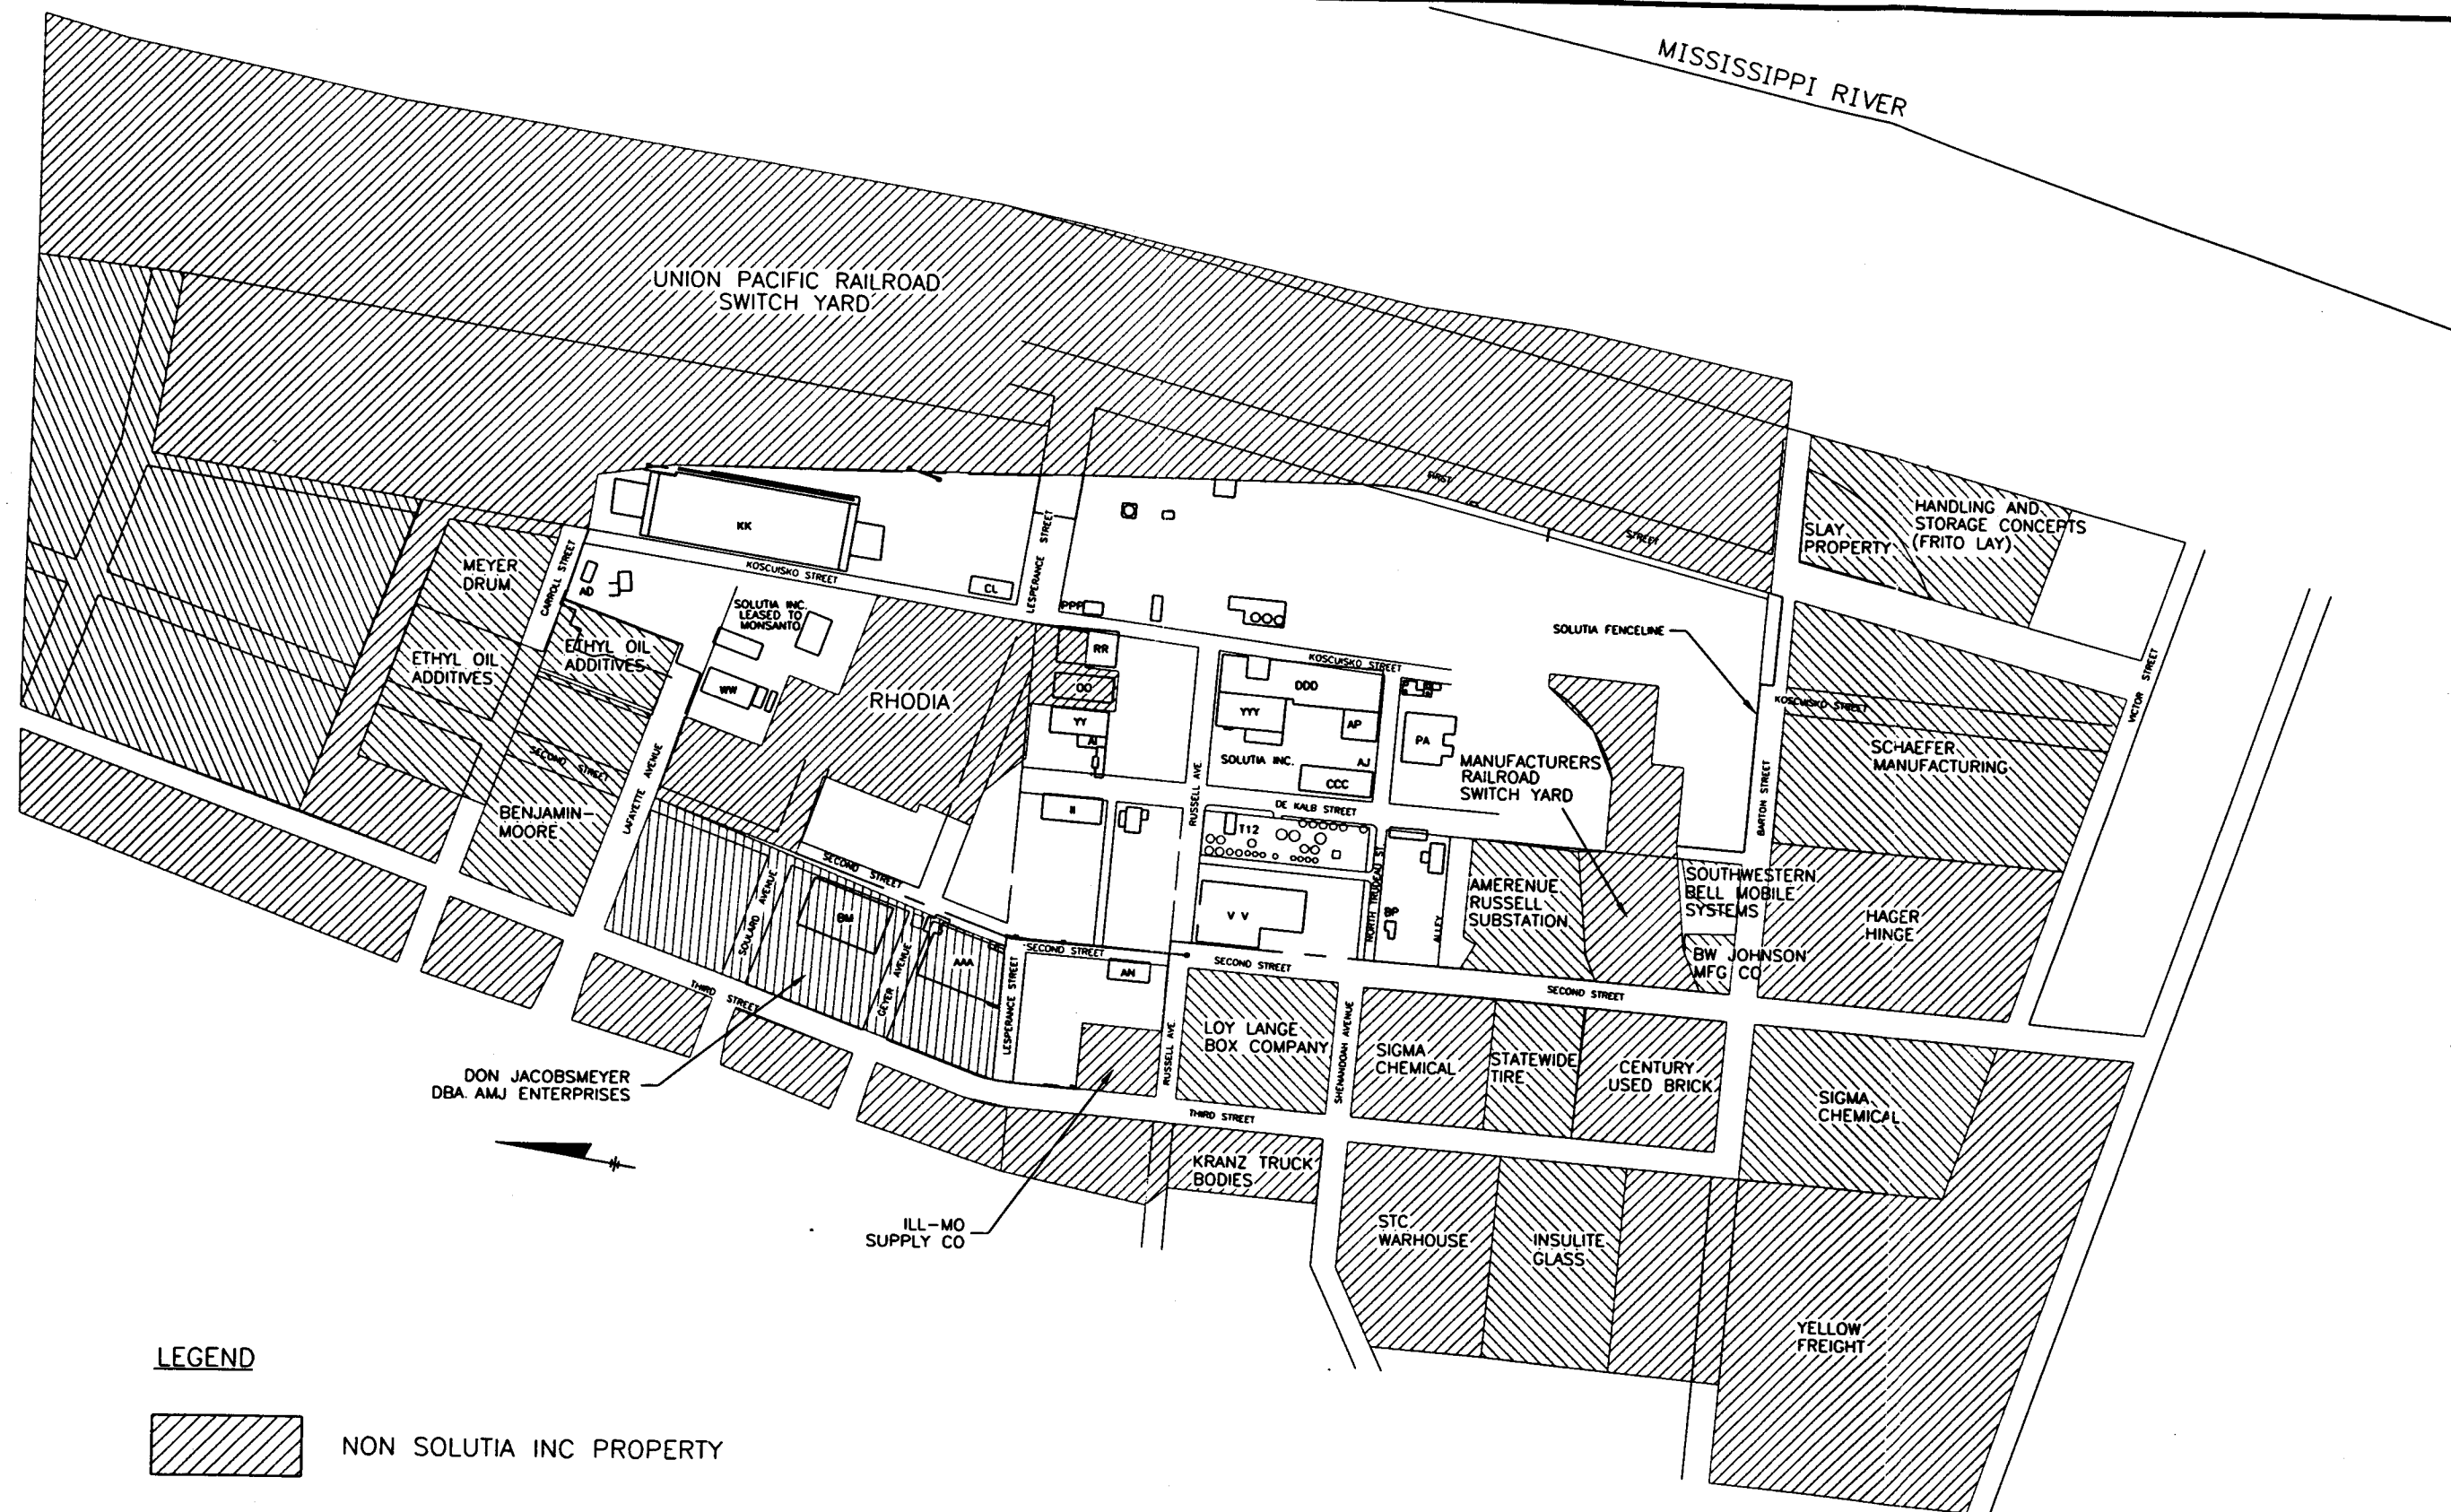 MISSISSIPPI RIVER
UNION PACIFIC RAILROAD
SWITCH YARD
FIRST
STREET
HANDLING AND
STORAGE CONCEPTS
(FRITO LAY)
SLAY
PROPERTY
KK
MEYER
DRUM
CARROLL STREET
AD
KOSCUISKO STREET
CL
LESPERANCE STREET
PPP
SOLUTIA INC.
LEASED TO
MONSANTO
SOLUTIA FENCELINE
ETHYL OIL
ADDITIVES
ETHYL OIL
ADDITIVES
WW
RHODIA
RR
OO
YY
AI
KOSCUISKO STREET
DDD
YYY
AP
PA
SOLUTIA INC.
AJ
CCC
MANUFACTURERS
RAILROAD
SWITCH YARD
KOSCUISKO STREET
VICTOR STREET
SCHAEFER
MANUFACTURING
SECOND STREET
LAFAYETTE AVENUE
BENJAMIN-
MOORE
II
RUSSELL AVE.
DE KALB STREET
T12
BARTON STREET
SECOND STREET
SOULARD AVENUE
BM
GEYER AVENUE
AAA
LESPERANCE STREET
SECOND STREET
AN
V V
NORTH TRUDEAU ST.
BP
ALLEY
AMERENUE
RUSSELL
SUBSTATION
SOUTHWESTERN
BELL MOBILE
SYSTEMS
BW JOHNSON
MFG CO
HAGER
HINGE
SECOND STREET
SECOND STREET
THIRD STREET
DON JACOBSMEYER
DBA. AMJ ENTERPRISES
RUSSELL AVE.
LOY LANGE
BOX COMPANY
SHENANDOAH AVENUE
SIGMA
CHEMICAL
STATEWIDE
TIRE
CENTURY
USED BRICK
SIGMA
CHEMICAL
THIRD STREET
KRANZ TRUCK
BODIES
ILL-MO
SUPPLY CO
STC
WARHOUSE
INSULITE
GLASS
YELLOW
FREIGHT
LEGEND
NON SOLUTIA INC PROPERTY